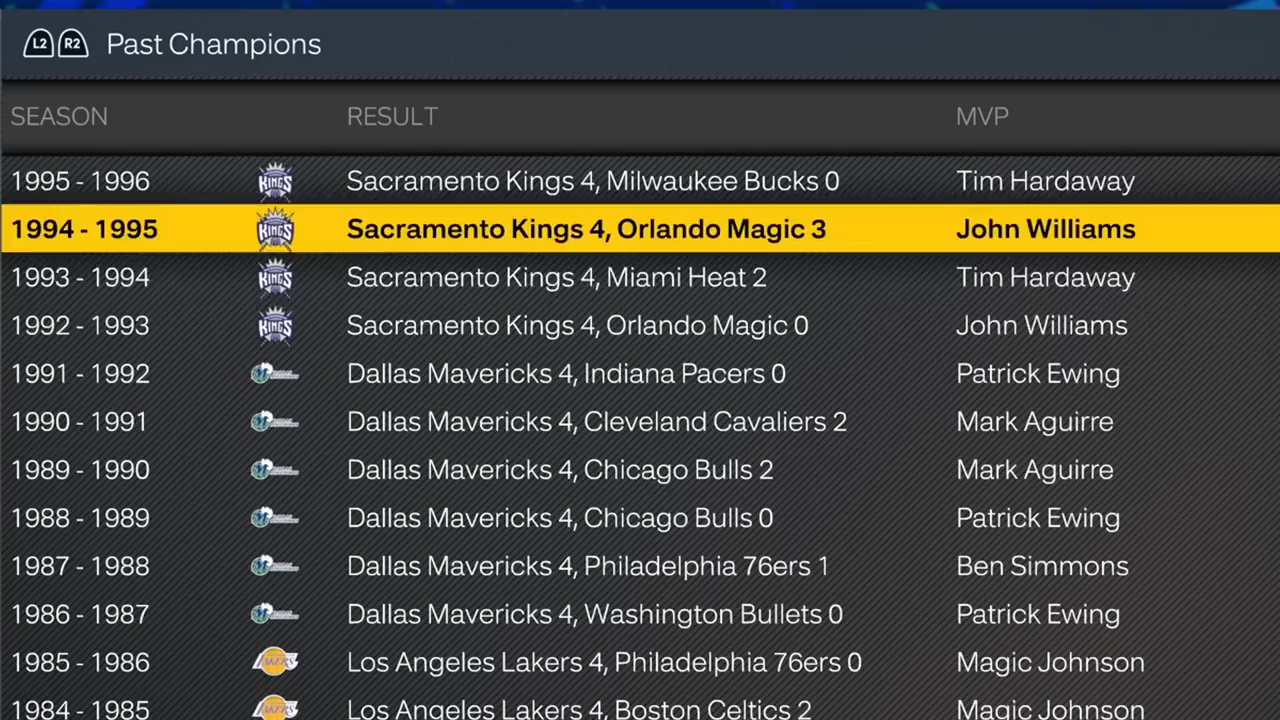 L2 R2 Past Champions
SEASON RESULT MVP
1995 - 1996 KINGS Sacramento Kings 4, Milwaukee Bucks 0 Tim Hardaway
1994 - 1995 KINGS Sacramento Kings 4, Orlando Magic 3 John Williams
1993 - 1994 KINGS Sacramento Kings 4, Miami Heat 2 Tim Hardaway
1992 - 1993 KINGS Sacramento Kings 4, Orlando Magic 0 John Williams
1991 - 1992 Dallas Mavericks 4, Indiana Pacers 0 Patrick Ewing
1990 - 1991 Dallas Mavericks 4, Cleveland Cavaliers 2 Mark Aguirre
1989 - 1990 Dallas Mavericks 4, Chicago Bulls 2 Mark Aguirre
1988 - 1989 Dallas Mavericks 4, Chicago Bulls 0 Patrick Ewing
1987 - 1988 Dallas Mavericks 4, Philadelphia 76ers 1 Ben Simmons
1986 - 1987 Dallas Mavericks 4, Washington Bullets 0 Patrick Ewing
1985 - 1986 LAKERS Los Angeles Lakers 4, Philadelphia 76ers 0 Magic Johnson
1984 - 1985 LAKERS Los Angeles Lakers 4, Boston Celtics 2 Magic Johnson